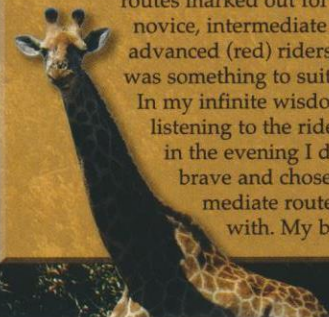 routes marked out for
novice, intermediate
advanced (red) riders
was something to suit
In my infinite wisdo
listening to the ride
in the evening I d
brave and chose
mediate route
with. My b